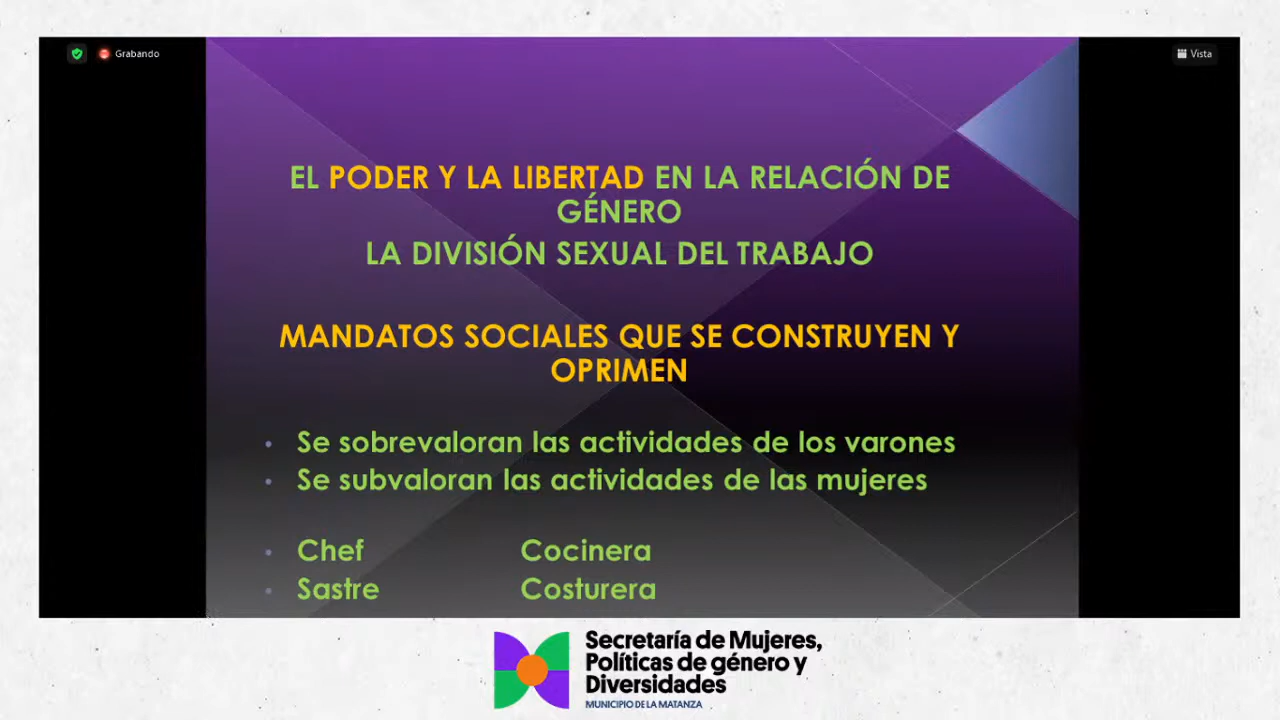 Grabando
Vista
EL PODER Y LA LIBERTAD EN LA RELACIÓN DE
GÉNERO
LA DIVISIÓN SEXUAL DEL TRABAJO
MANDATOS SOCIALES QUE SE CONSTRUYEN Y
OPRIMEN
• Se sobrevaloran las actividades de los varones
• Se subvaloran las actividades de las mujeres
• Chef Cocinera
• Sastre Costurera
Secretaría de Mujeres,
Políticas de género y
Diversidades
MUNICIPIO DE LA MATANZA